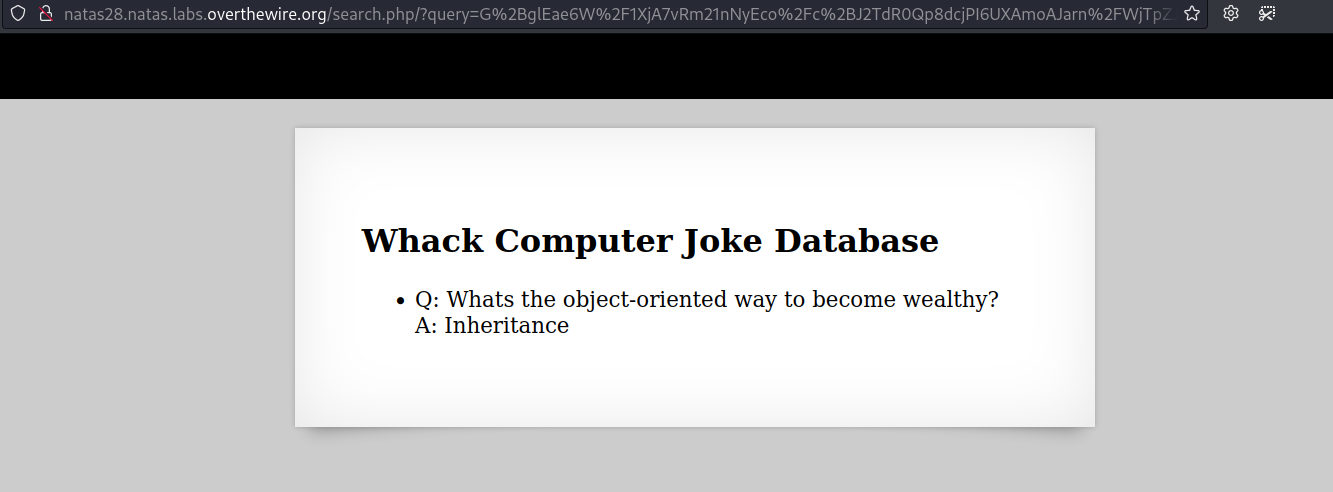 natas28.natas.labs.overthewire.org/search.php/?query=G%2BglEae6W%2F1XjA7vRm21nNyEco%2Fc%2BJ2TdR0Qp8dcjPI6UXAmoAJarn%2FWjTpZ
Whack Computer Joke Database
• Q: Whats the object-oriented way to become wealthy?
A: Inheritance